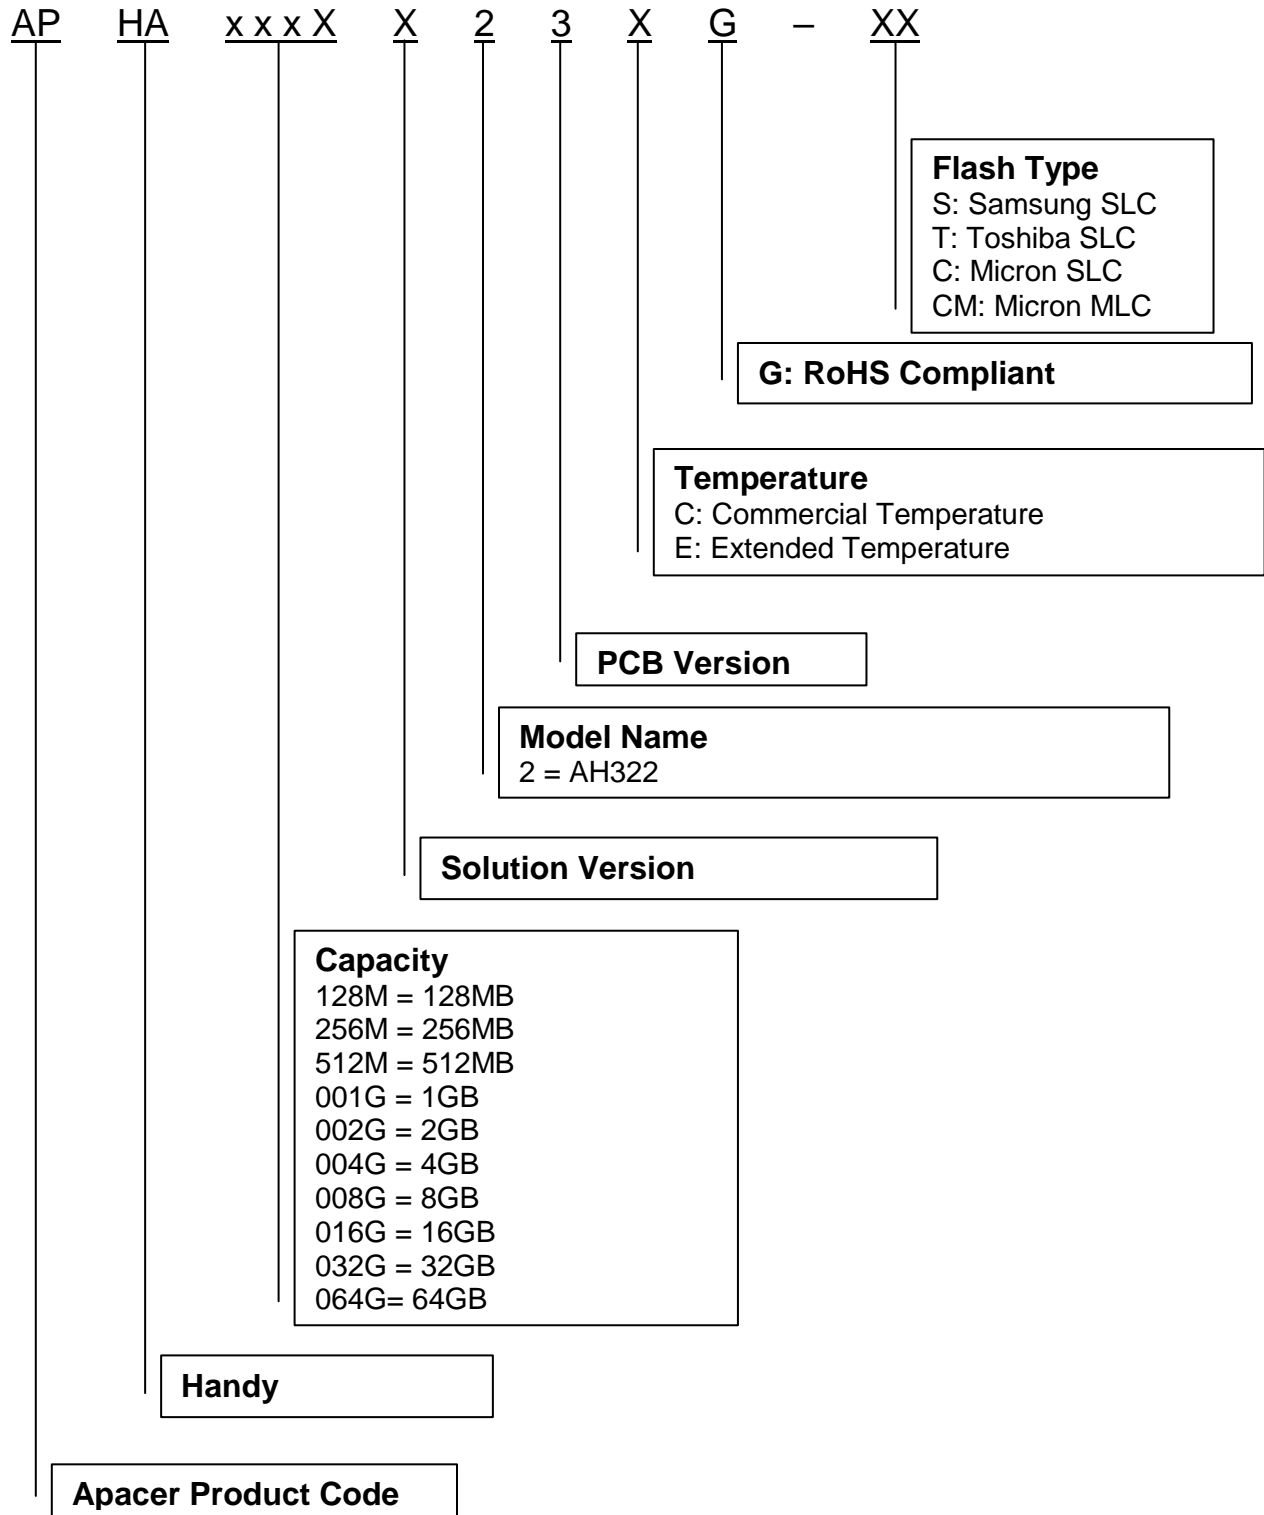 AP HA x x x X X 2 3 X G – XX
Flash Type
S: Samsung SLC
T: Toshiba SLC
C: Micron SLC
CM: Micron MLC
G: RoHS Compliant
Temperature
C: Commercial Temperature
E: Extended Temperature
PCB Version
Model Name
2 = AH322
Solution Version
Capacity
128M = 128MB
256M = 256MB
512M = 512MB
001G = 1GB
002G = 2GB
004G = 4GB
008G = 8GB
016G = 16GB
032G = 32GB
064G= 64GB
Handy
Apacer Product Code